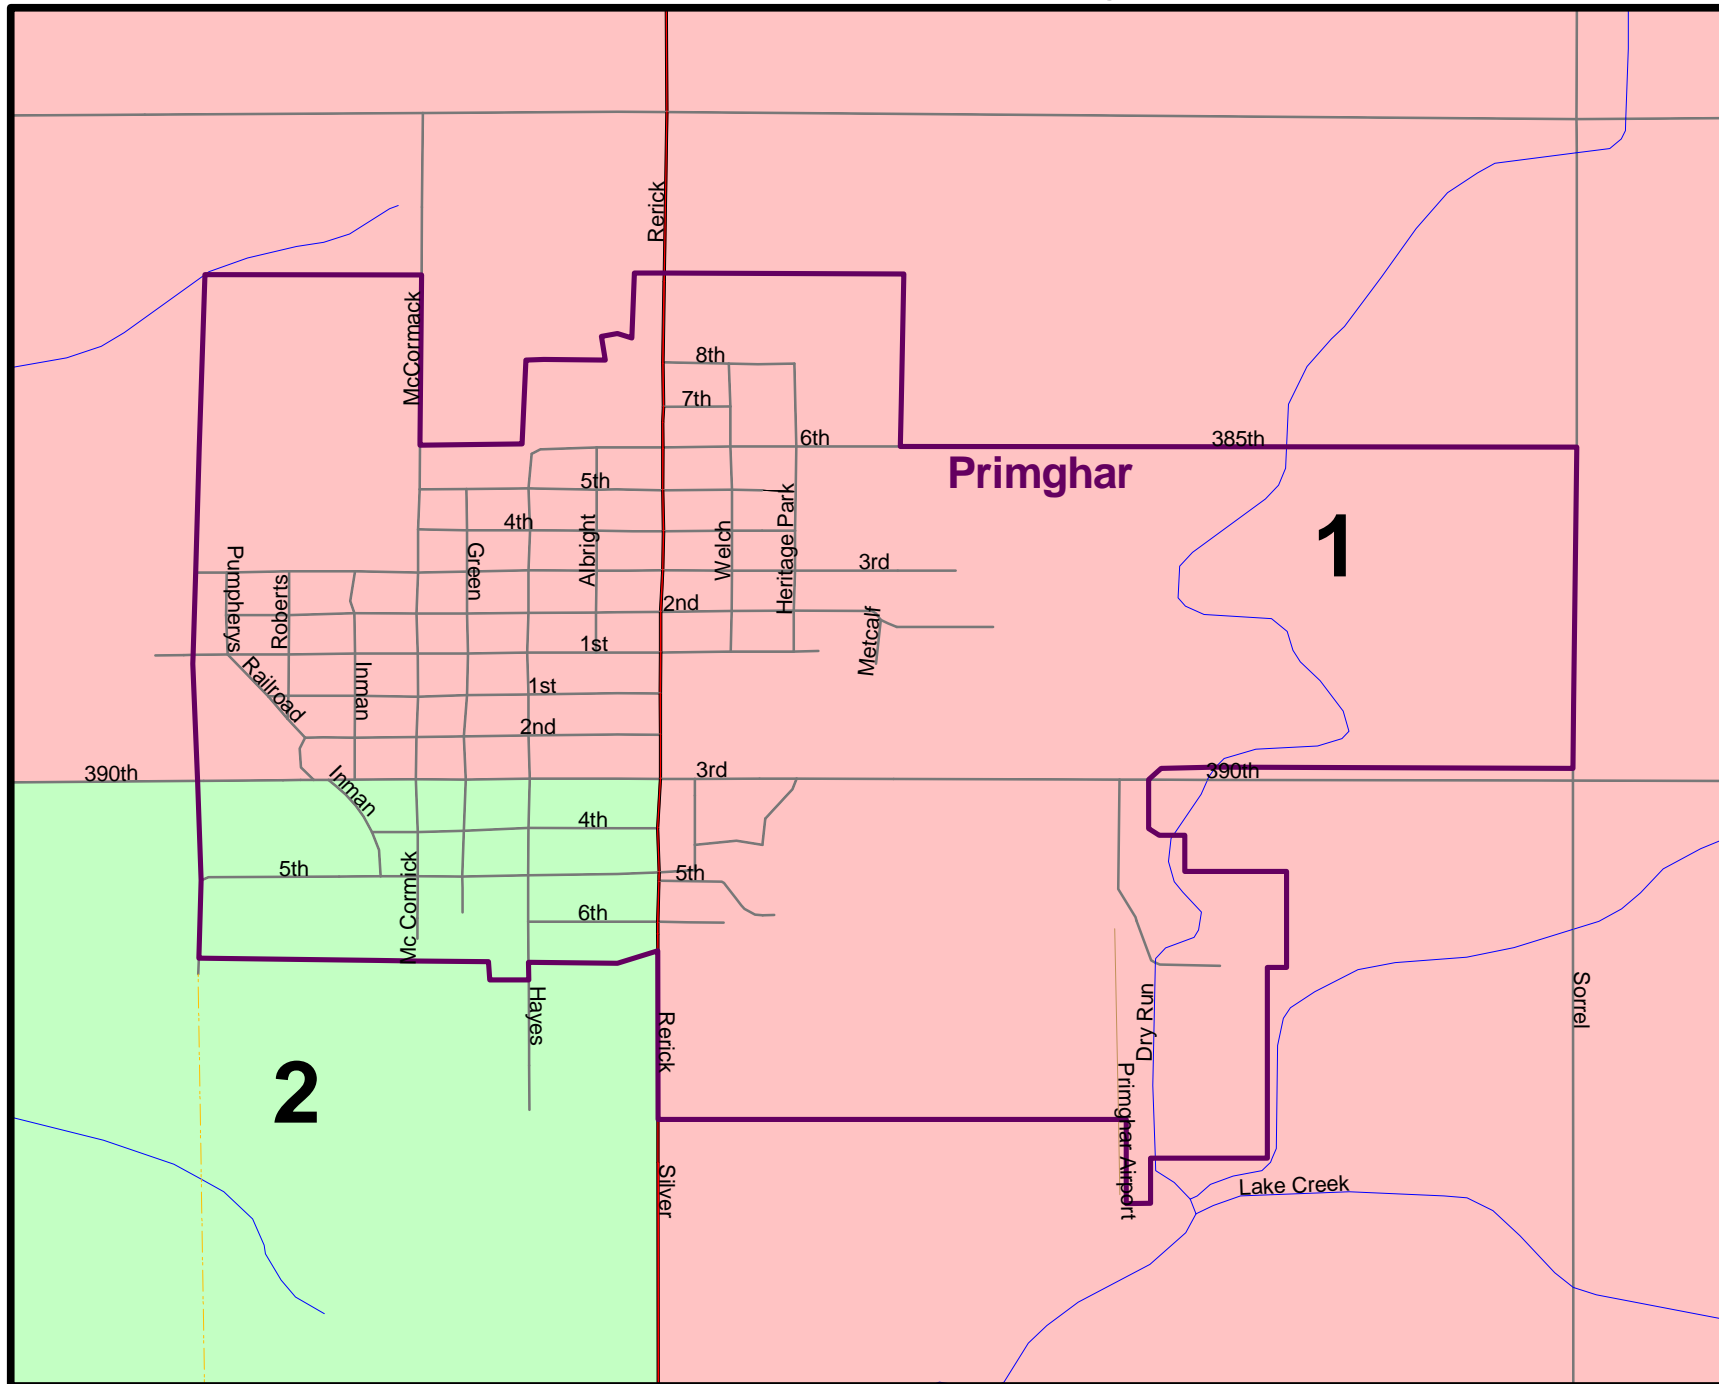 Rerick
McCormack
8th
7th
6th
385th
Primghar
5th
Heritage Park
4th
Albright
Welch
1
Green
3rd
Pumpherys
Roberts
2nd
Metcalf
1st
Railroad
Inman
1st
2nd
390th
Inman
3rd
390th
4th
5th
Mc Cormick
5th
6th
Hayes
Dry Run
Sorrel
Rerick
2
Primghar Airport
Silver
Lake Creek